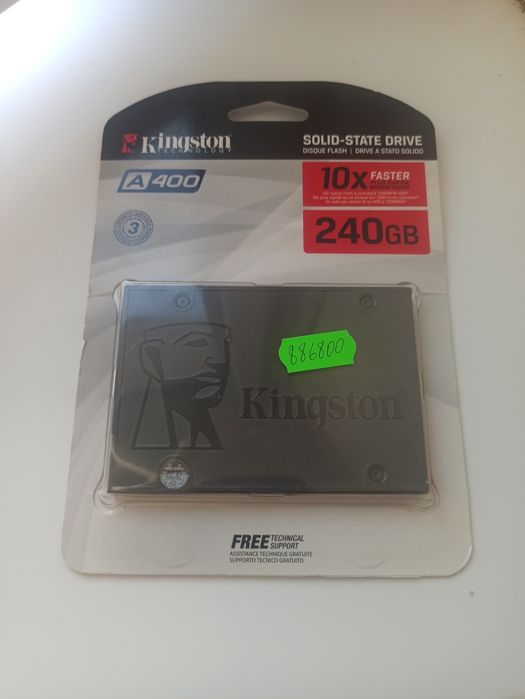 Kingston
TECHNOLOGY
SOLID-STATE DRIVE
DISQUE FLASH | DRIVE A STATO SOLIDO
A400
10x FASTER
240GB
3
886800
Kingston
warranty
FREE TECHNICAL SUPPORT
ASSISTANCE TECHNIQUE GRATUITE
SUPPORTO TECNICO GRATUITO